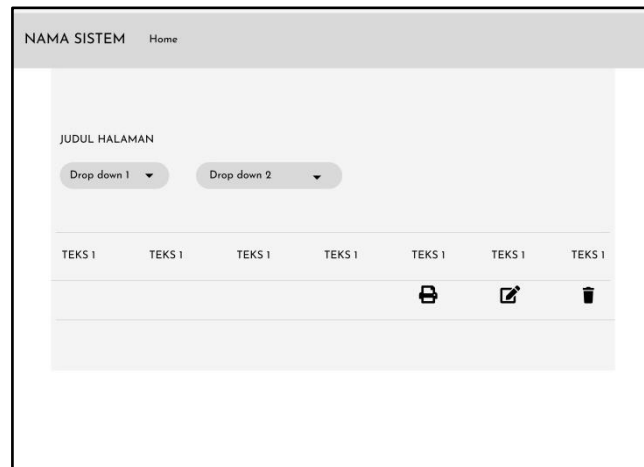 NAMA SISTEM Home
JUDUL HALAMAN
Drop down 1 Drop down 2
TEKS 1 TEKS 1 TEKS 1 TEKS 1 TEKS 1 TEKS 1 TEKS 1